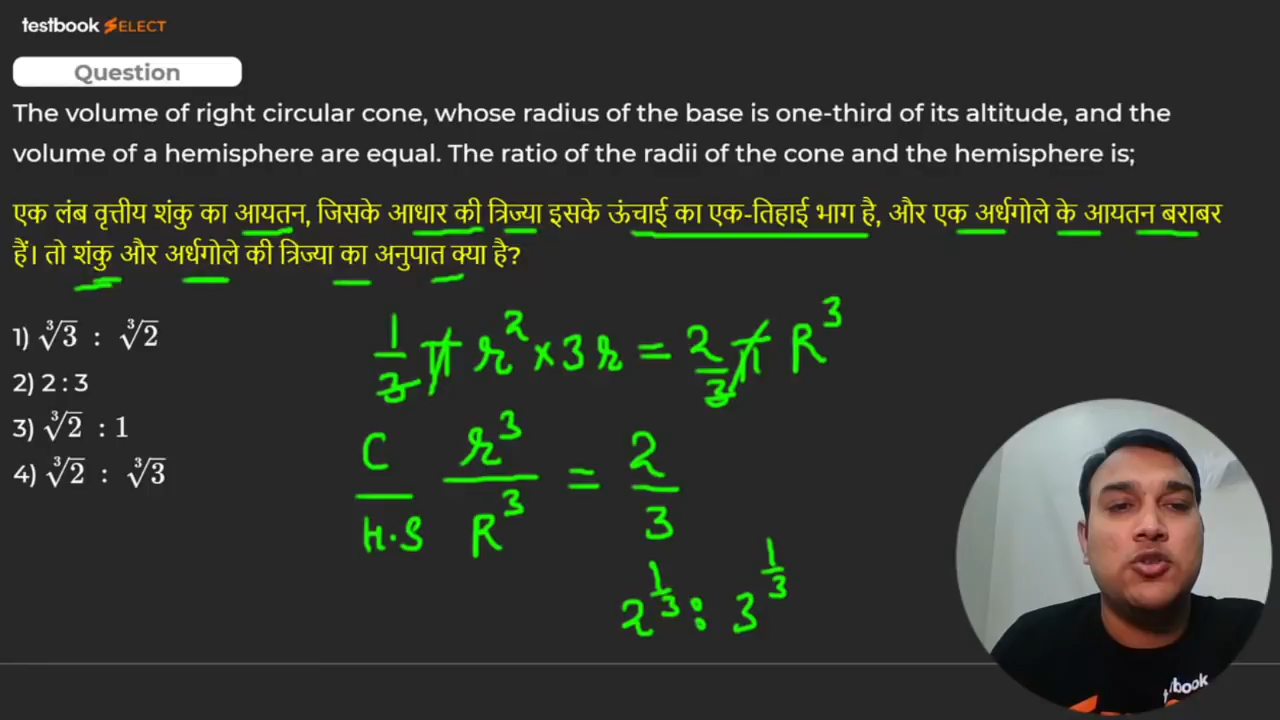 testbook SELECT
Question
The volume of right circular cone, whose radius of the base is one-third of its altitude, and the
volume of a hemisphere are equal. The ratio of the radii of the cone and the hemisphere is;
एक लंब वृत्तीय शंकु का आयतन, जिसके आधार की त्रिज्या इसके ऊंचाई का एक-तिहाई भाग है, और एक अर्धगोले के आयतन बराबर
हैं। तो शंकु और अर्धगोले की त्रिज्या का अनुपात क्या है?
1) ∛3 : ∛2
2) 2 : 3
3) ∛2 : 1
4) ∛2 : ∛3
1/3 π r² × 3r = 2/3 π R³
C/H.S r³/R³ = 2/3
2^1/3 : 3^1/3
book